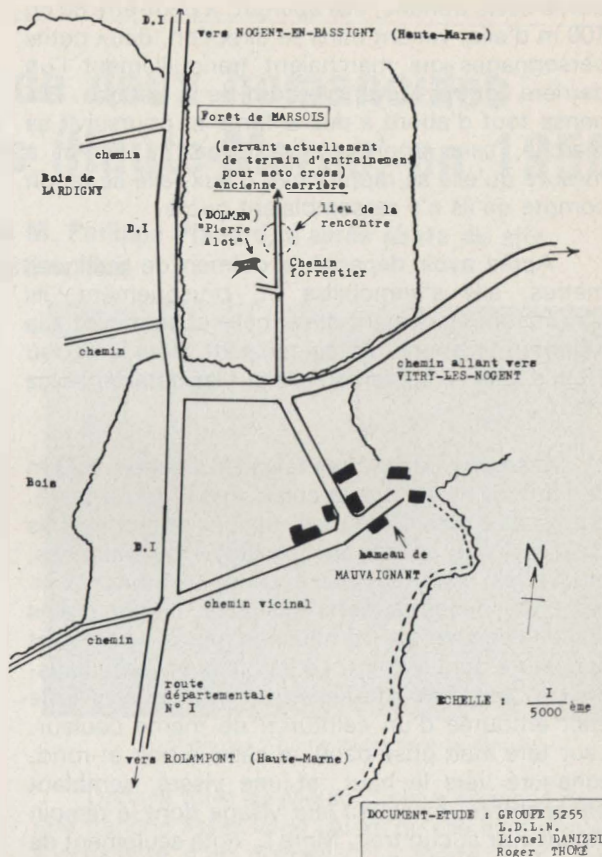 D.I
vers NOGENT-EN-BASSIGNY (Haute-Marne)
Forêt de MARSOIS
(servant actuellement
de terrain d'entrainement
pour moto cross)
ancienne carrière
chemin
Bois de
LARDIGNY
D.I
(DOLMEN)
"Pierre
Alot"
lieu de la
rencontre
Chemin
forrestier
chemin
chemin allant vers
VITRY-LES-NOGENT
Bois
D.I
hameau de
MAUVAIGNANT
N
chemin vicinal
chemin
route
départementale
N° I
ECHELLE : I
5000 ème
vers ROLAMPONT (Haute-Marne)
DOCUMENT-ETUDE : GROUPE 5255
L.D.L.N.
Lionel DANIZEL
Roger THOMÉ